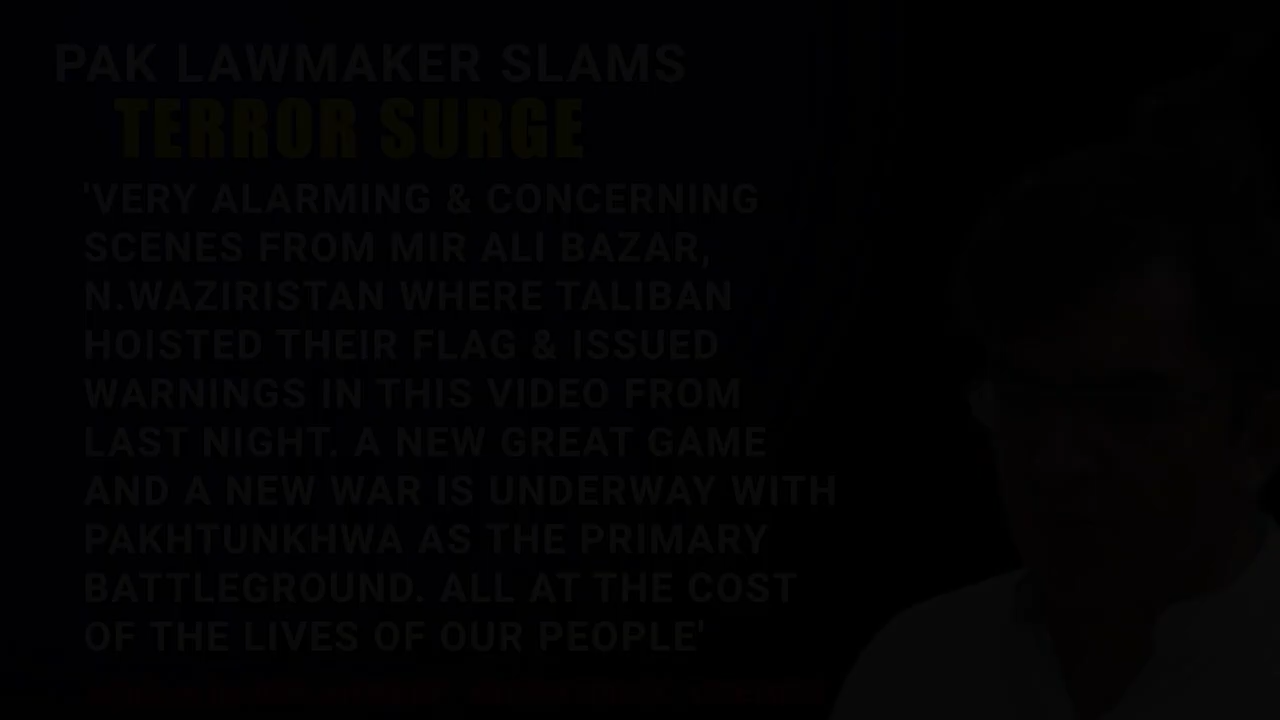 PAK LAWMAKER SLAMS
TERROR SURGE
'VERY ALARMING & CONCERNING
SCENES FROM MIR ALI BAZAR,
N.WAZIRISTAN WHERE TALIBAN
HOISTED THEIR FLAG & ISSUED
WARNINGS IN THIS VIDEO FROM
LAST NIGHT. A NEW GREAT GAME
AND A NEW WAR IS UNDERWAY WITH
PAKHTUNKHWA AS THE PRIMARY
BATTLEGROUND. ALL AT THE COST
OF THE LIVES OF OUR PEOPLE'